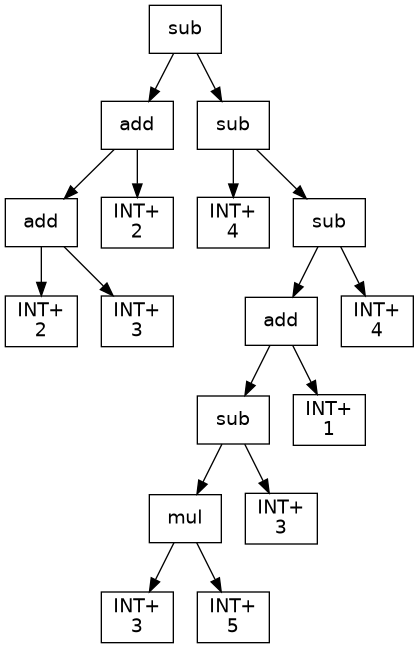 sub
add
sub
add
INT+
2
INT+
4
sub
INT+
2
INT+
3
add
INT+
4
sub
INT+
1
mul
INT+
3
INT+
3
INT+
5